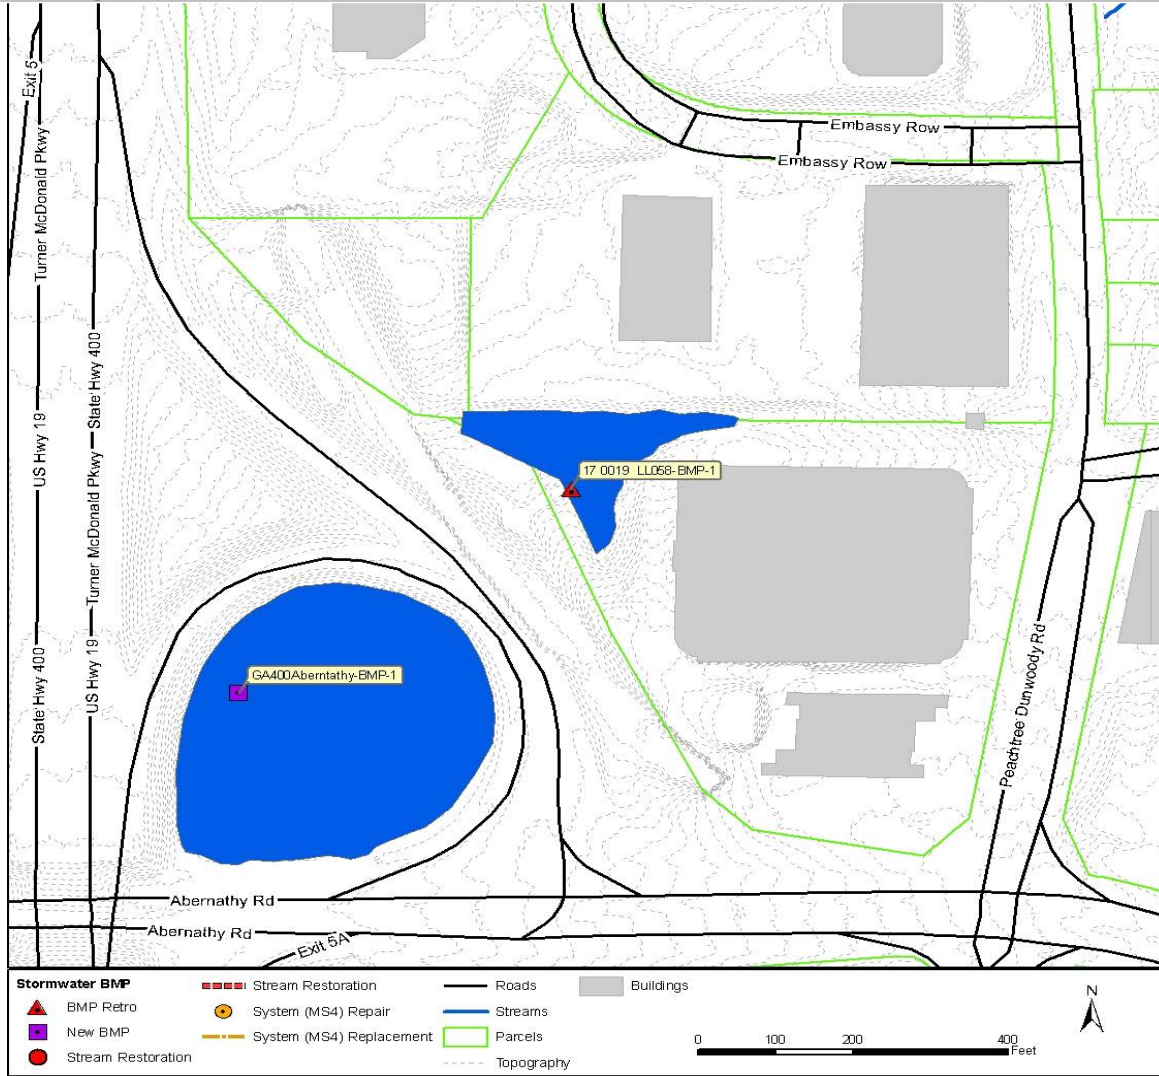 Exit 5
Turner McDonald Pkwy
State Hwy 400
US Hwy 19
Turner McDonald Pkwy
State Hwy 400
US Hwy 19
Embassy Row
Embassy Row
17 0019 LL058-BMP-1
GA400Aberntathy-BMP-1
Peachtree Dunwoody Rd
Abernathy Rd
Abernathy Rd
Exit 5A
Stormwater BMP
BMP Retro
New BMP
Stream Restoration
Stream Restoration
System (MS4) Repair
System (MS4) Replacement
Roads
Streams
Parcels
Topography
Buildings
N
0 100 200 400
Feet